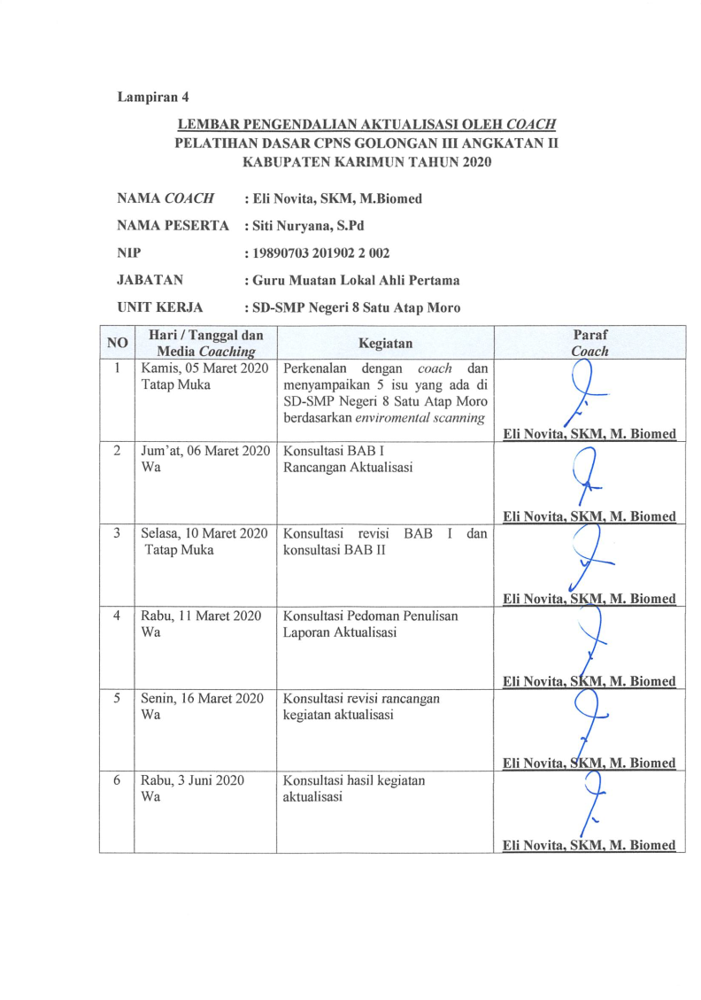 Lampiran 4
LEMBAR PENGENDALIAN AKTUALISASI OLEH COACH
PELATIHAN DASAR CPNS GOLONGAN III ANGKATAN II
KABUPATEN KARIMUN TAHUN 2020
NAMA COACH : Eli Novita, SKM, M.Biomed
NAMA PESERTA : Siti Nuryana, S.Pd
NIP : 19890703 201902 2 002
JABATAN : Guru Muatan Lokal Ahli Pertama
UNIT KERJA : SD-SMP Negeri 8 Satu Atap Moro
NO
Hari / Tanggal dan
Media Coaching
Kegiatan
Paraf
Coach
1
Kamis, 05 Maret 2020
Tatap Muka
Perkenalan dengan coach dan
menyampaikan 5 isu yang ada di
SD-SMP Negeri 8 Satu Atap Moro
berdasarkan enviromental scanning
Eli Novita, SKM, M. Biomed
2
Jum'at, 06 Maret 2020
Wa
Konsultasi BAB I
Rancangan Aktualisasi
Eli Novita, SKM, M. Biomed
3
Selasa, 10 Maret 2020
Tatap Muka
Konsultasi revisi BAB I dan
konsultasi BAB II
Eli Novita, SKM, M. Biomed
4
Rabu, 11 Maret 2020
Wa
Konsultasi Pedoman Penulisan
Laporan Aktualisasi
Eli Novita, SKM, M. Biomed
5
Senin, 16 Maret 2020
Wa
Konsultasi revisi rancangan
kegiatan aktualisasi
Eli Novita, SKM, M. Biomed
6
Rabu, 3 Juni 2020
Wa
Konsultasi hasil kegiatan
aktualisasi
Eli Novita, SKM, M. Biomed